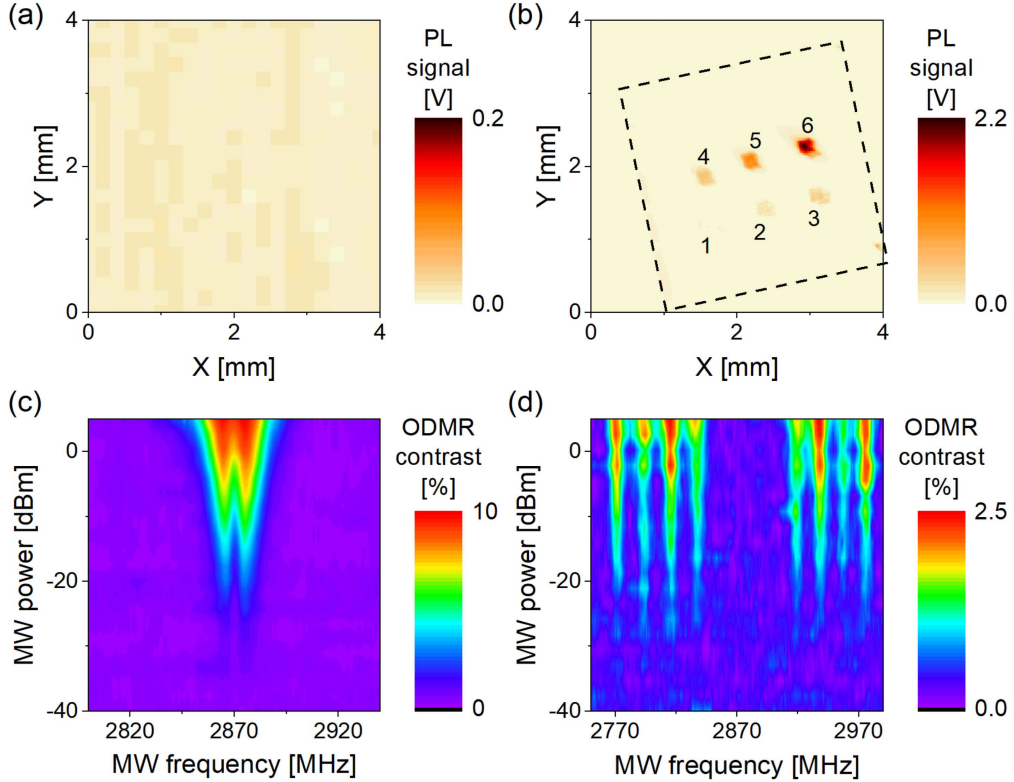 (a)
(b)
4
2
0
Y [mm]
0
2
4
X [mm]
PL
signal
[V]
0.2
0.0
4
2
0
Y [mm]
0
2
4
X [mm]
1
2
3
4
5
6
PL
signal
[V]
2.2
0.0
(c)
(d)
0
-20
-40
MW power [dBm]
2820
2870
2920
MW frequency [MHz]
ODMR
contrast
[%]
10
0
0
-20
-40
MW power [dBm]
2770
2870
2970
MW frequency [MHz]
ODMR
contrast
[%]
2.5
0.0